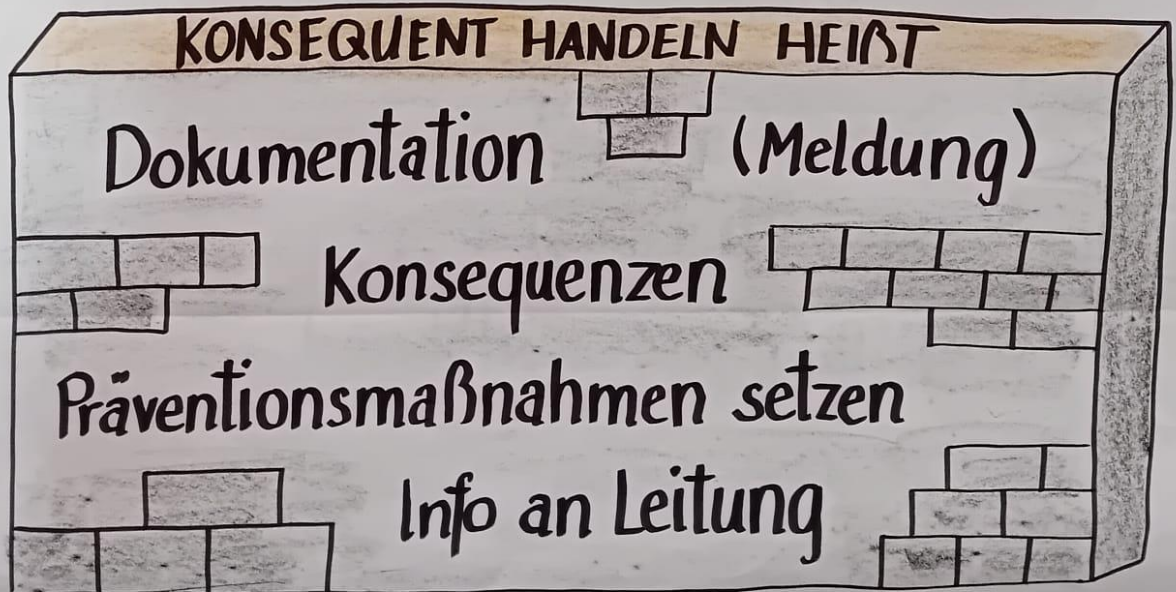 KONSEQUENT HANDELN HEIßT
Dokumentation (Meldung)
Konsequenzen
Präventionsmaßnahmen setzen
Info an Leitung